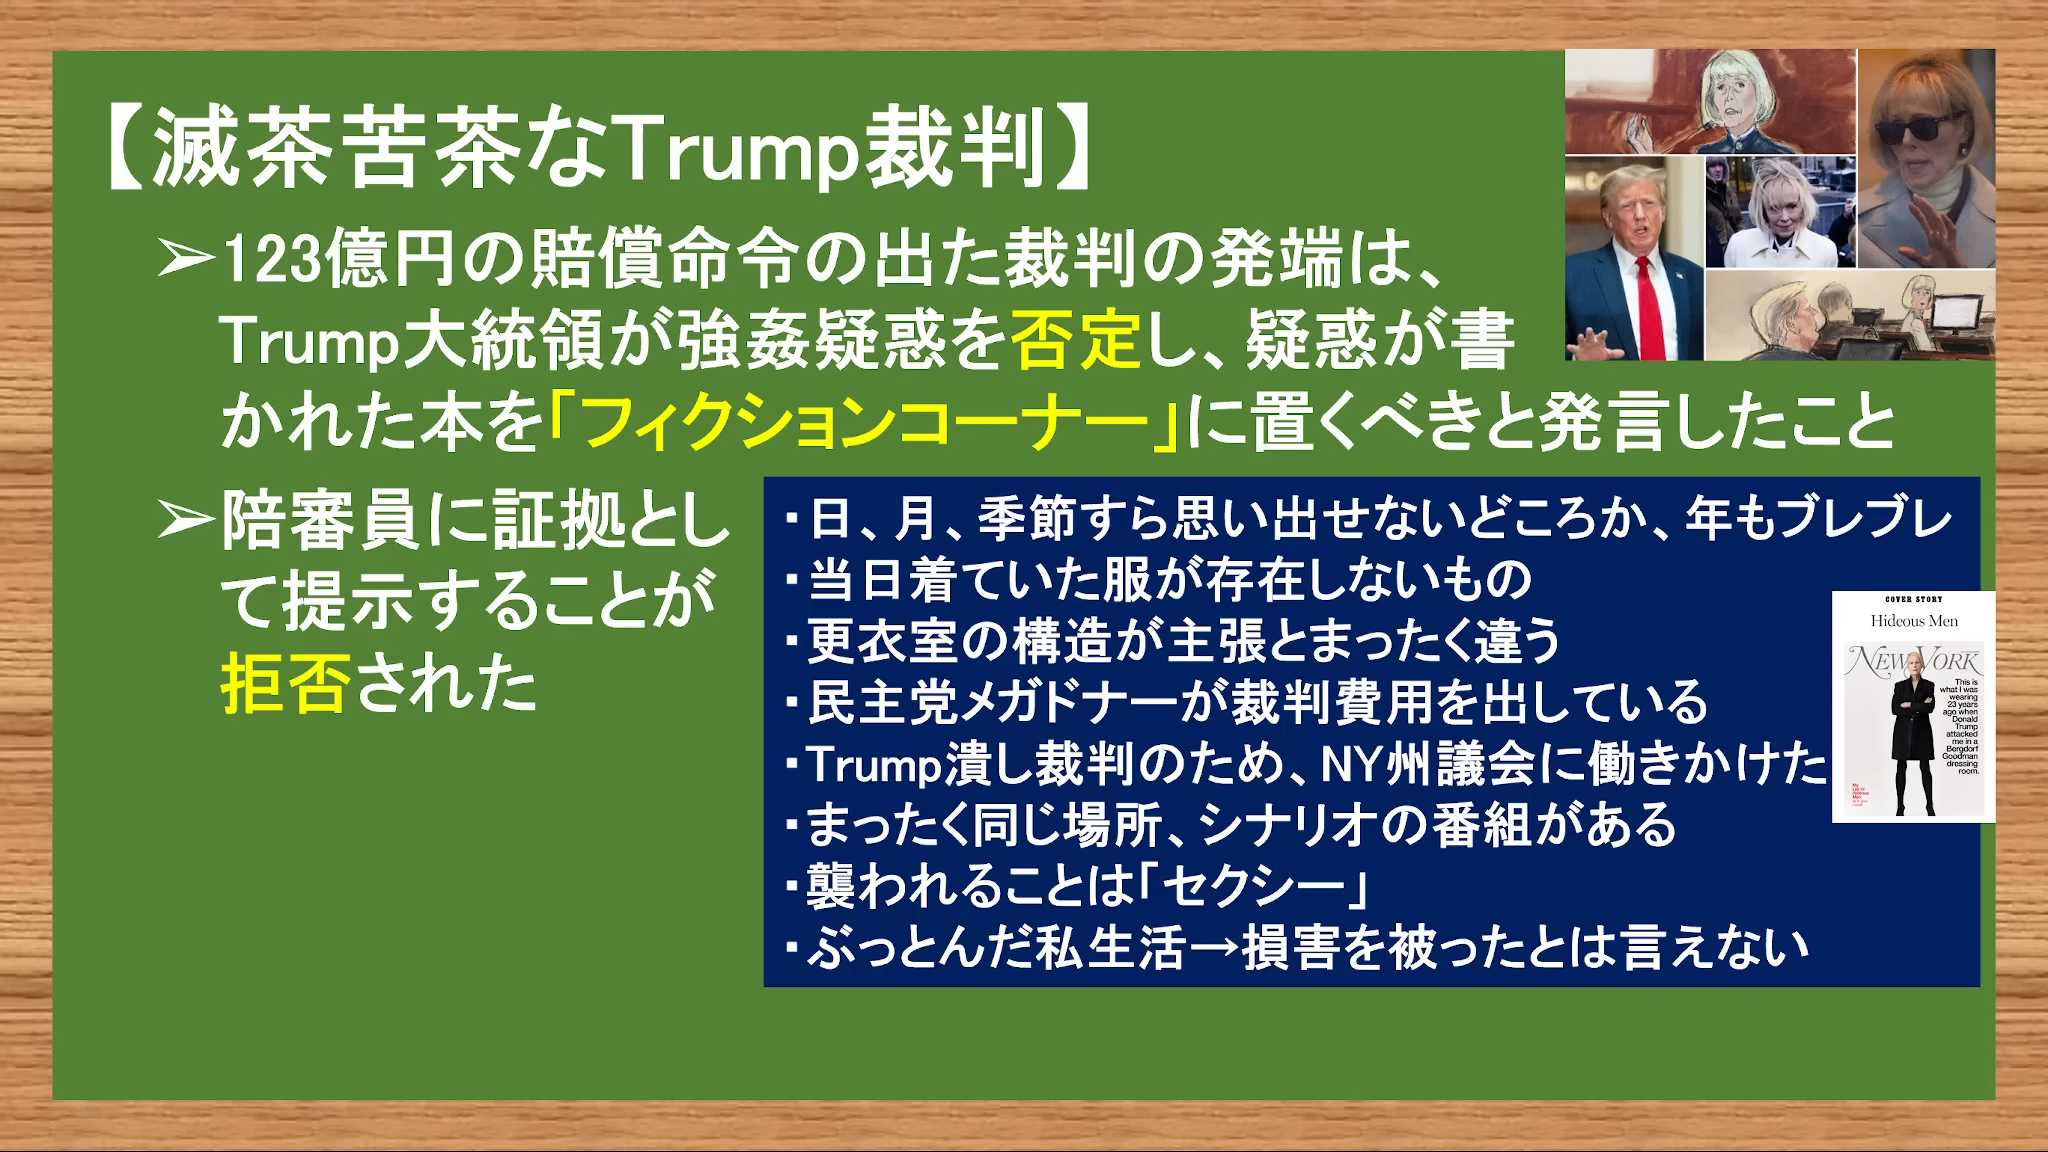 【滅茶苦茶なTrump裁判】
➢123億円の賠償命令の出た裁判の発端は、
Trump大統領が強姦疑惑を否定し、疑惑が書
かれた本を「フィクションコーナー」に置くべきと発言したこと
➢陪審員に証拠とし
て提示することが
拒否された
・日、月、季節すら思い出せないどころか、年もブレブレ
・当日着ていた服が存在しないもの
・更衣室の構造が主張とまったく違う
・民主党メガドナーが裁判費用を出している
・Trump潰し裁判のため、NY州議会に働きかけた
・まったく同じ場所、シナリオの番組がある
・襲われることは「セクシー」
・ぶっとんだ私生活→損害を被ったとは言えない
COVER STORY
Hideous Men
NEW YORK
This is
what I was
wearing
23 years
ago when
Donald
Trump
attacked
me in a
Bergdorf
Goodman
dressing
room.
My
List of
Hideous
Men